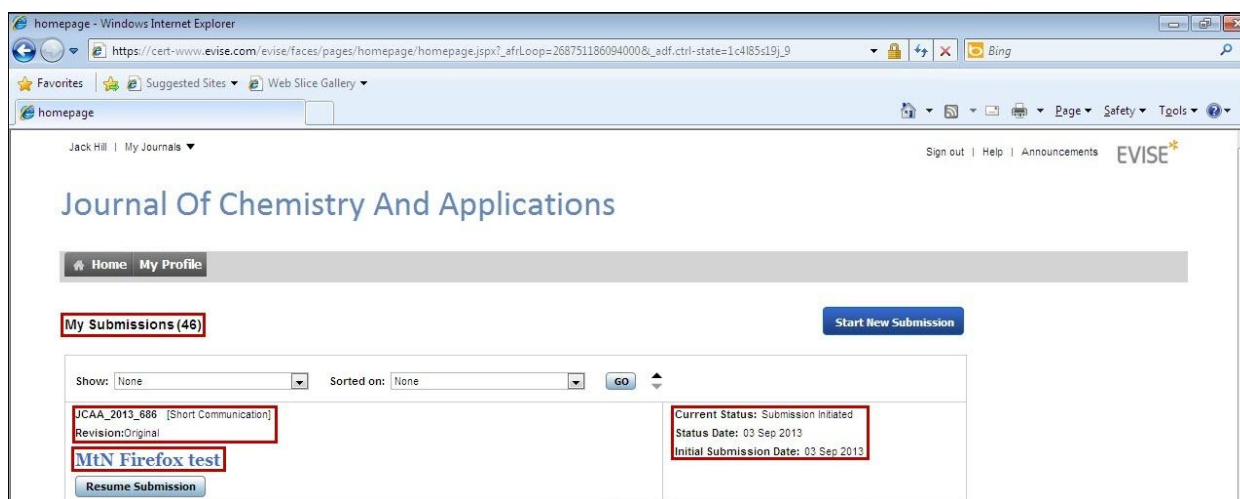 homepage - Windows Internet Explorer
https://cert-www.evise.com/evise/faces/pages/homepage/homepage.jspx?_afrLoop=268751186094000&_adf.ctrl-state=1c4l85s19j_9
Bing
Favorites Suggested Sites Web Slice Gallery
homepage
Page Safety Tools
Jack Hill | My Journals
Sign out | Help | Announcements EVISE
Journal Of Chemistry And Applications
Home My Profile
My Submissions (46)
Start New Submission
Show: None Sorted on: None GO
JCAA_2013_686 [Short Communication]
Revision:Original
MtN Firefox test
Resume Submission
Current Status: Submission Initiated
Status Date: 03 Sep 2013
Initial Submission Date: 03 Sep 2013